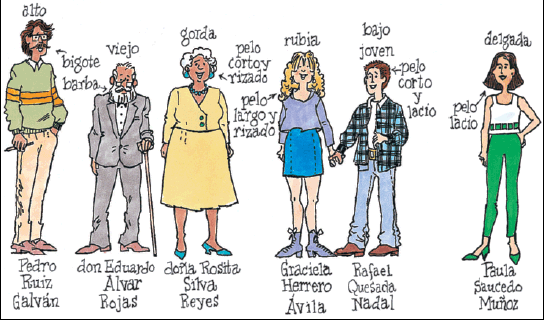 alto
bigote
barba
viejo
gorda
pelo
corto y
rizado
rubia
pelo
largo y
rizado
bajo
joven
pelo
corto
y
lacio
delgada
pelo
lacio
Pedro
Ruiz
Galván
don Eduardo
Alvar
Rojas
doña Rosita
Silva
Reyes
Graciela
Herrero
Ávila
Rafael
Quesada
Nadal
Paula
Saucedo
Muñoz